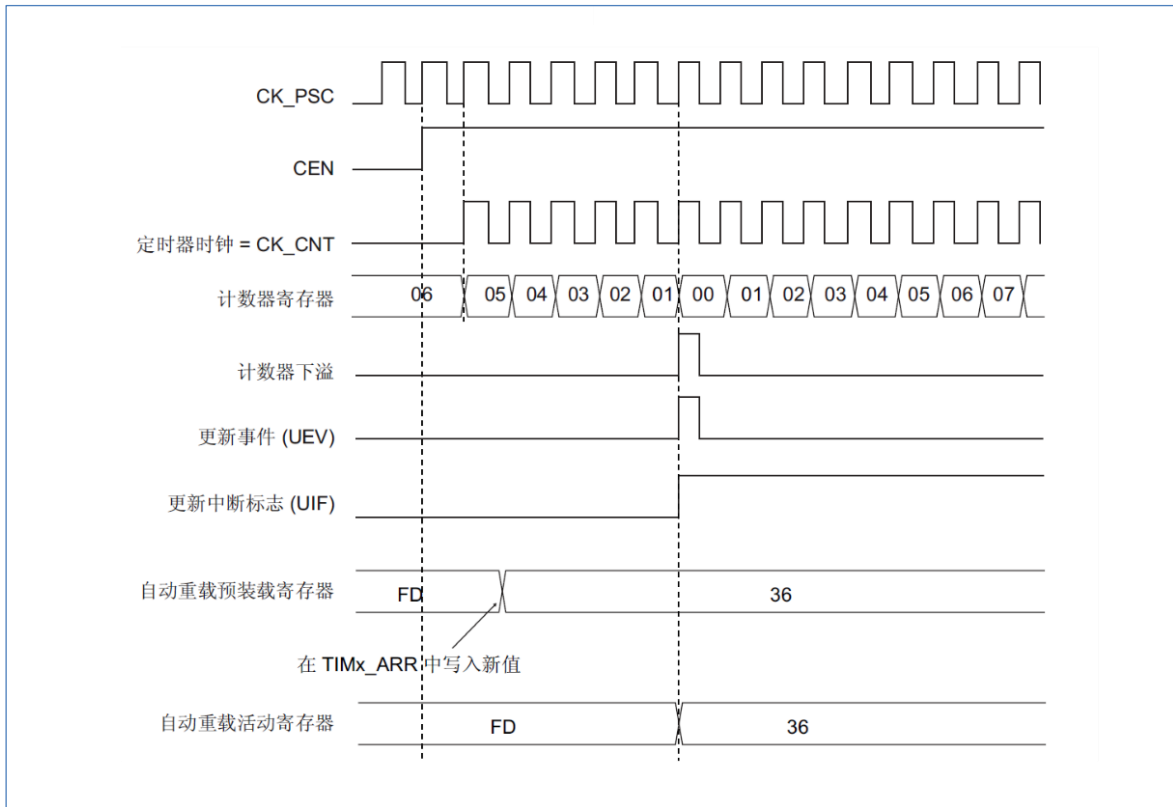 CK_PSC
CEN
定时器时钟 = CK_CNT
计数器寄存器 06 05 04 03 02 01 00 01 02 03 04 05 06 07
计数器下溢
更新事件 (UEV)
更新中断标志 (UIF)
自动重载预装载寄存器 FD 36
在 TIMx_ARR 中写入新值
自动重载活动寄存器 FD 36